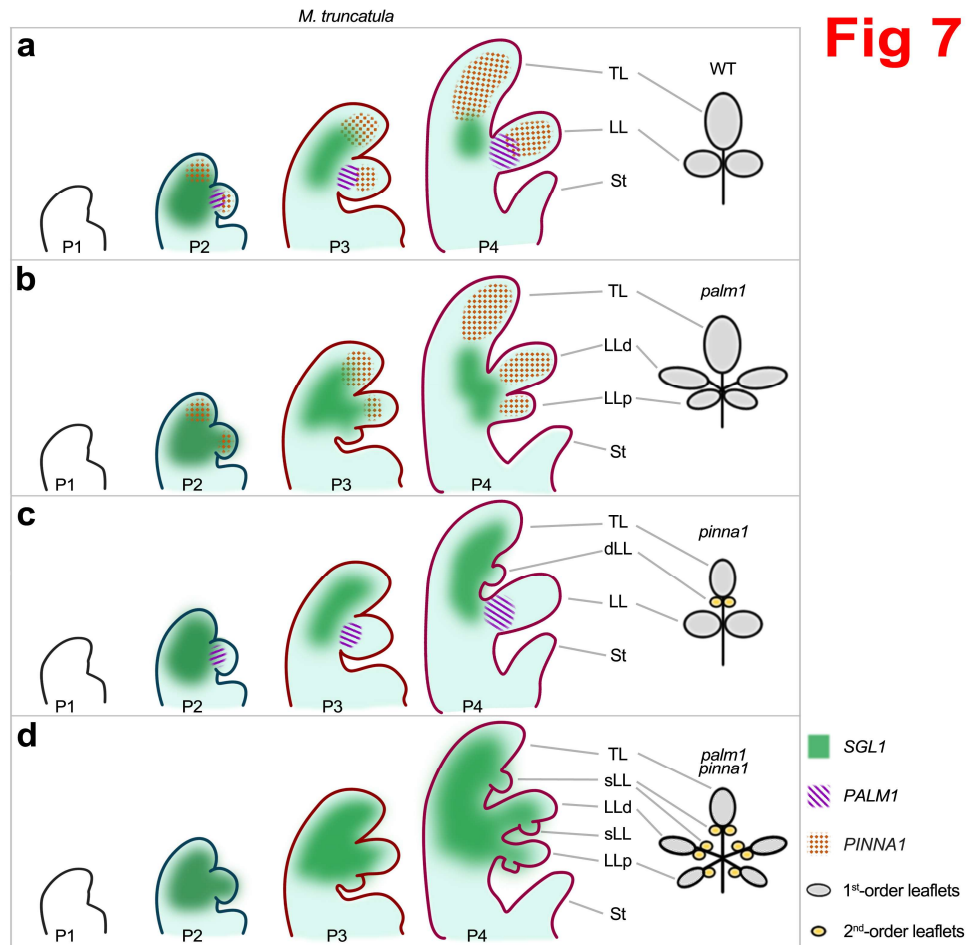 M. truncatula
Fig 7
a
TL
WT
LL
St
P1
P2
P3
P4
b
TL
palm1
LLd
LLp
St
P1
P2
P3
P4
c
TL
pinna1
dLL
LL
St
P1
P2
P3
P4
d
TL
palm1
pinna1
sLL
LLd
sLL
LLp
St
P1
P2
P3
P4
SGL1
PALM1
PINNA1
1st-order leaflets
2nd-order leaflets